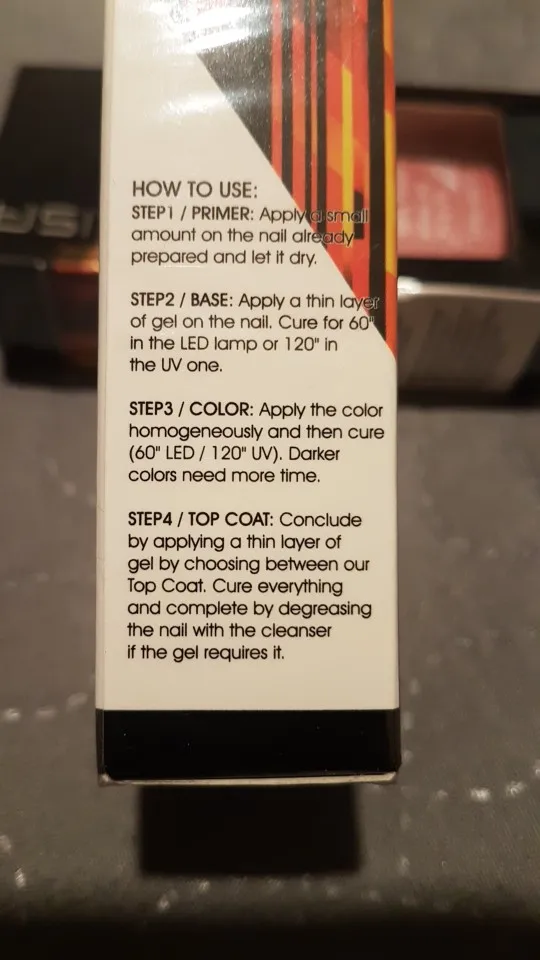 HOW TO USE:
STEP1 / PRIMER: Apply a small
amount on the nail already
prepared and let it dry.
STEP2 / BASE: Apply a thin layer
of gel on the nail. Cure for 60"
in the LED lamp or 120" in
the UV one.
STEP3 / COLOR: Apply the color
homogeneously and then cure
(60" LED / 120" UV). Darker
colors need more time.
STEP4 / TOP COAT: Conclude
by applying a thin layer of
gel by choosing between our
Top Coat. Cure everything
and complete by degreasing
the nail with the cleanser
if the gel requires it.